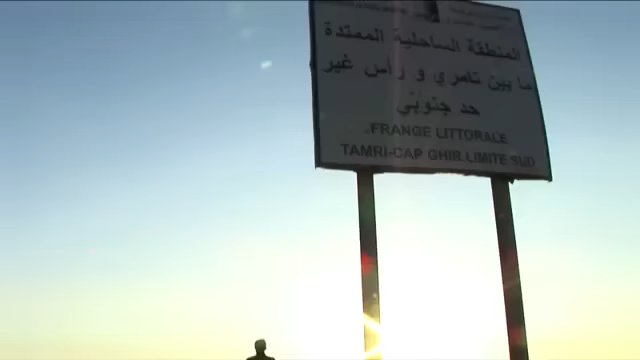 المنطقة الساحلية الممتدة
ما بين تامري و رأس غير
حد جنوبي
FRANGE LITTORALE
TAMRI-CAP GHIR.LIMITE SUD